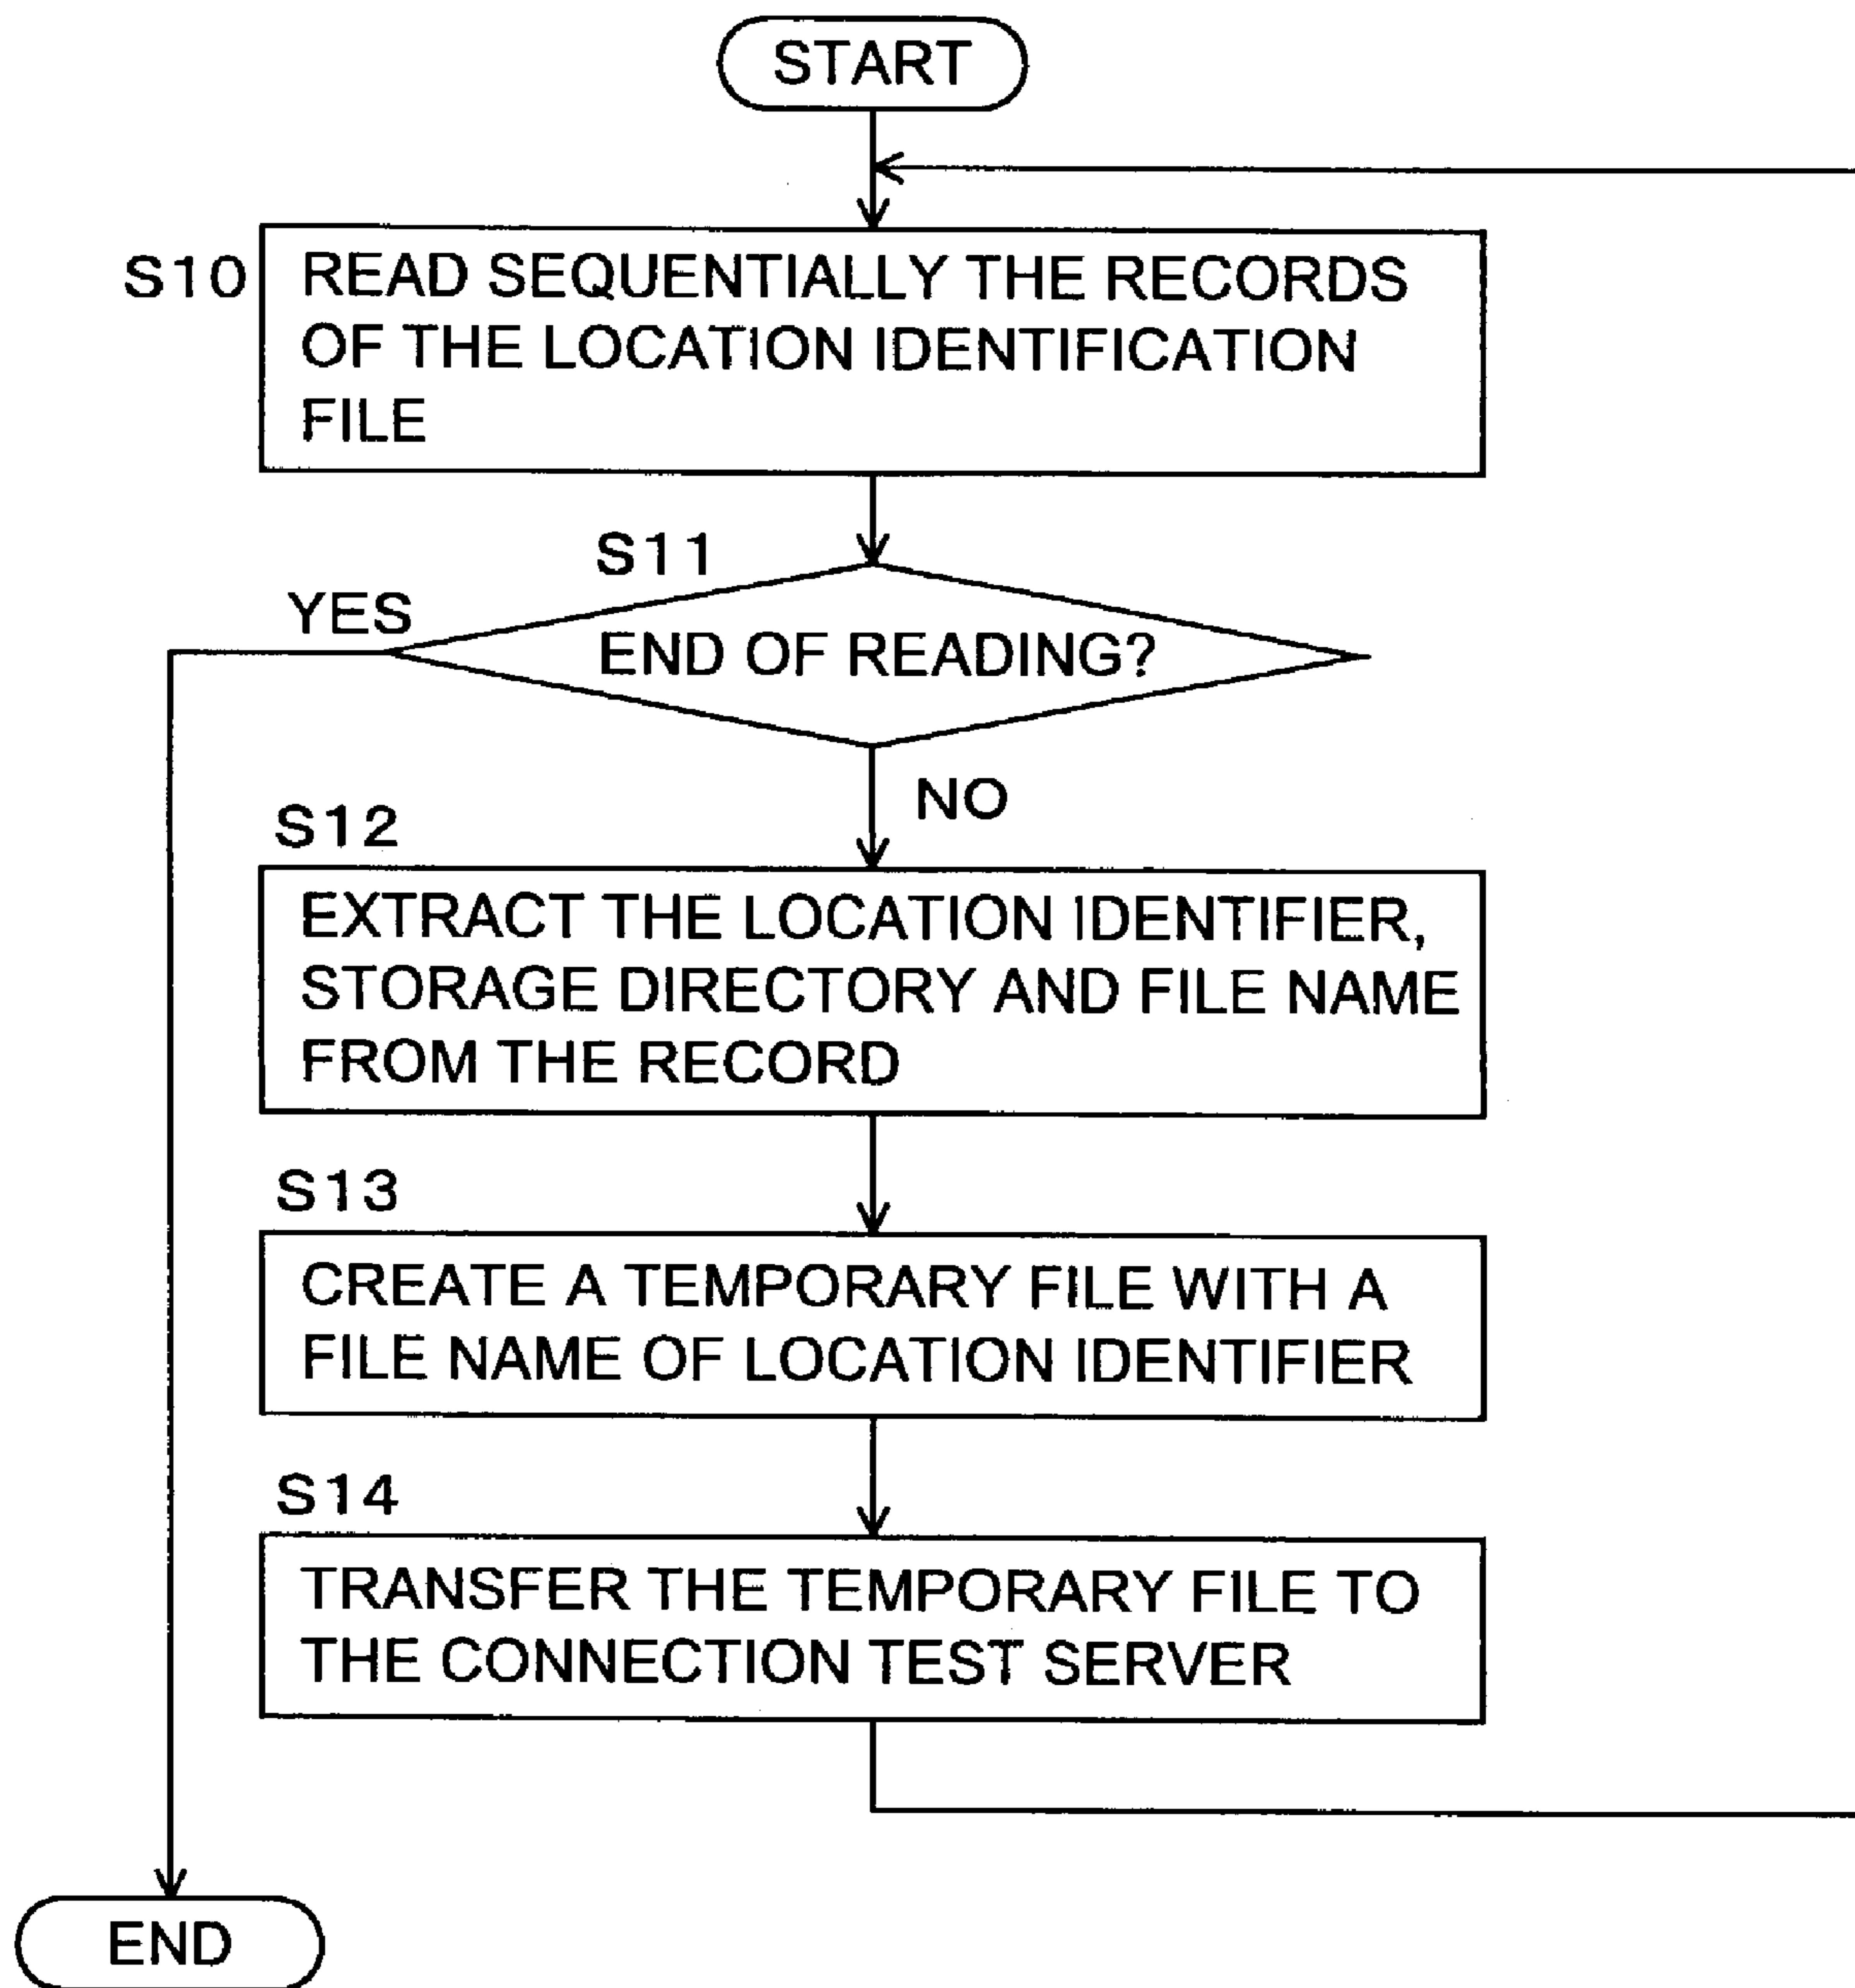 START
S10
READ SEQUENTIALLY THE RECORDS
OF THE LOCATION IDENTIFICATION
FILE
S11
YES
END OF READING?
NO
S12
EXTRACT THE LOCATION IDENTIFIER,
STORAGE DIRECTORY AND FILE NAME
FROM THE RECORD
S13
CREATE A TEMPORARY FILE WITH A
FILE NAME OF LOCATION IDENTIFIER
S14
TRANSFER THE TEMPORARY FILE TO
THE CONNECTION TEST SERVER
END